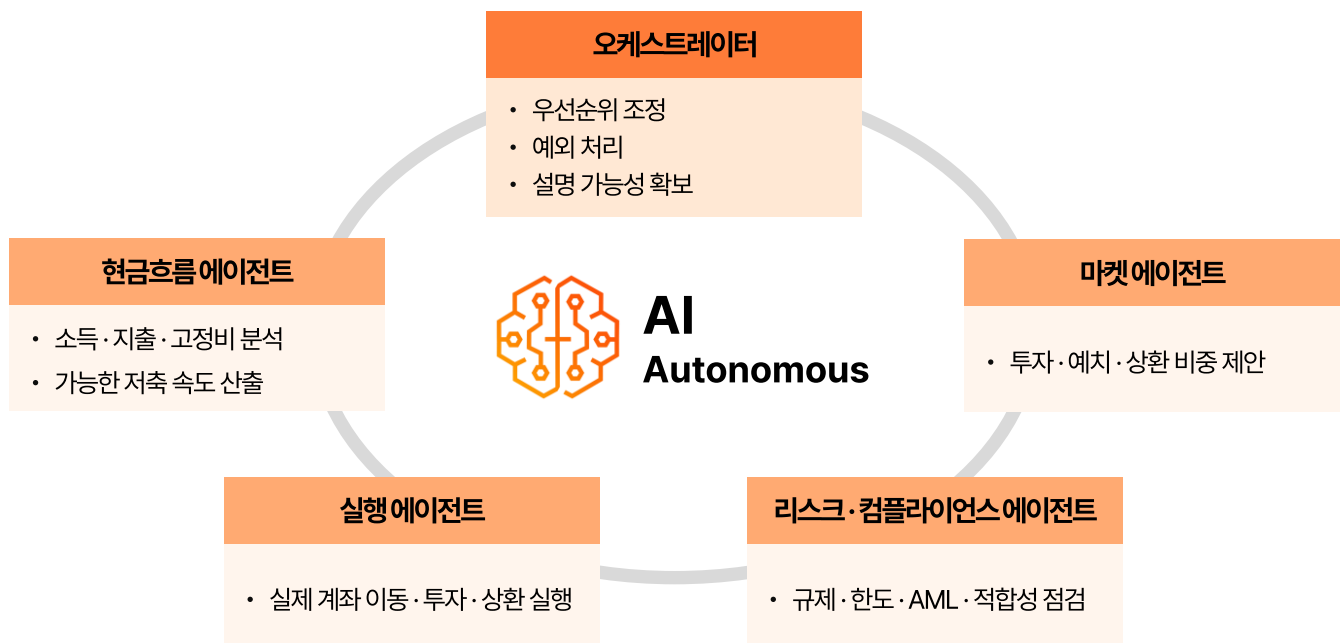 오케스트레이터
• 우선순위 조정
• 예외 처리
• 설명 가능성 확보
현금흐름 에이전트
• 소득 · 지출 · 고정비 분석
• 가능한 저축 속도 산출
AI
Autonomous
마켓 에이전트
• 투자 · 예치 · 상환 비중 제안
실행 에이전트
• 실제 계좌 이동 · 투자 · 상환 실행
리스크 · 컴플라이언스 에이전트
• 규제 · 한도 · AML · 적합성 점검